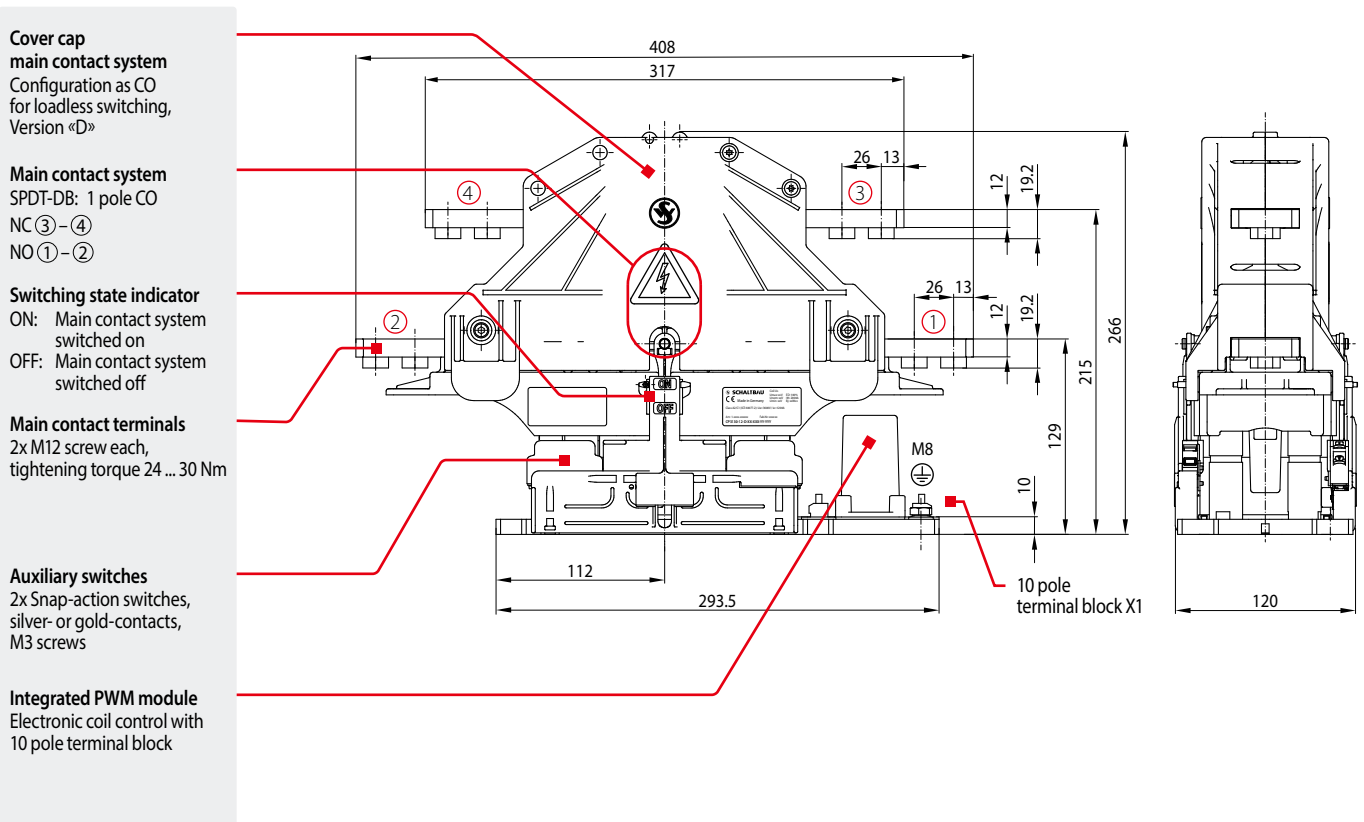 Cover cap
main contact system
Configuration as CO
for loadless switching,
Version «D»
Main contact system
SPDT-DB: 1 pole CO
NC ③ – ④
NO ① – ②
Switching state indicator
ON: Main contact system
switched on
OFF: Main contact system
switched off
Main contact terminals
2x M12 screw each,
tightening torque 24 ... 30 Nm
Auxiliary switches
2x Snap-action switches,
silver- or gold-contacts,
M3 screws
Integrated PWM module
Electronic coil control with
10 pole terminal block
408
317
26 13
12
19.2
④
③
26 13
12
19.2
②
①
266
215
129
10
ON
OFF
SCHALTBAU
CE Made in Germany
M8
112
293.5
10 pole
terminal block X1
120